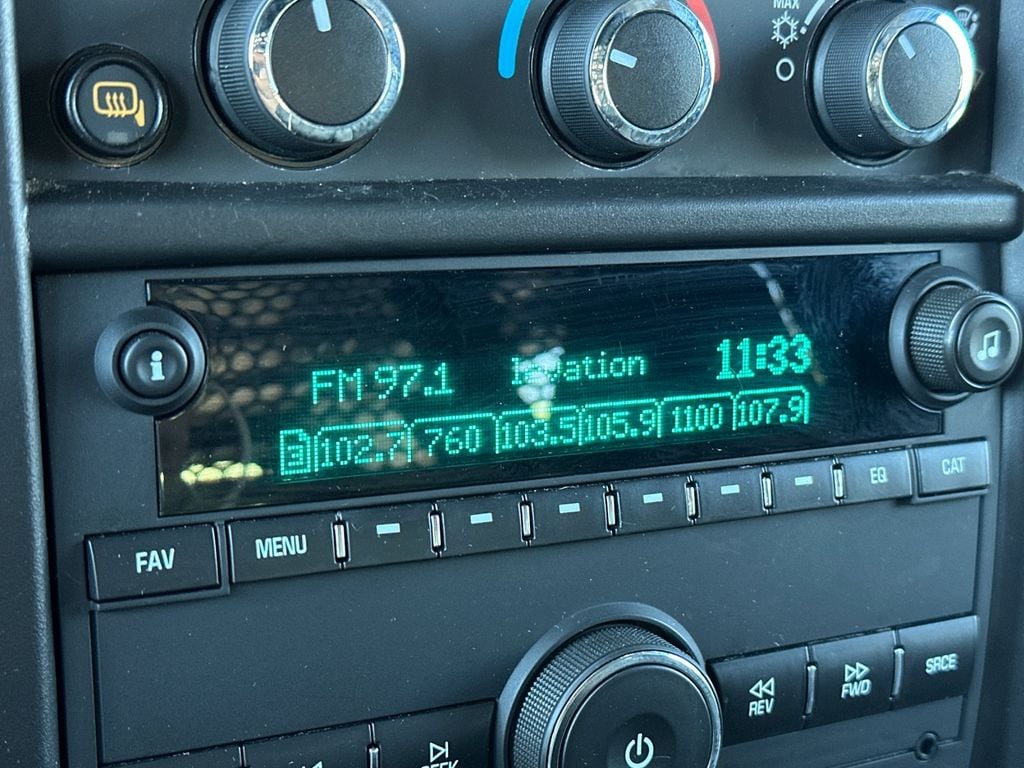 MAX
FM 97.1 11:33
102.7 760 103.5 105.9 1100 107.9
FAV MENU EQ CAT
REV FWD SRCE
SEEK